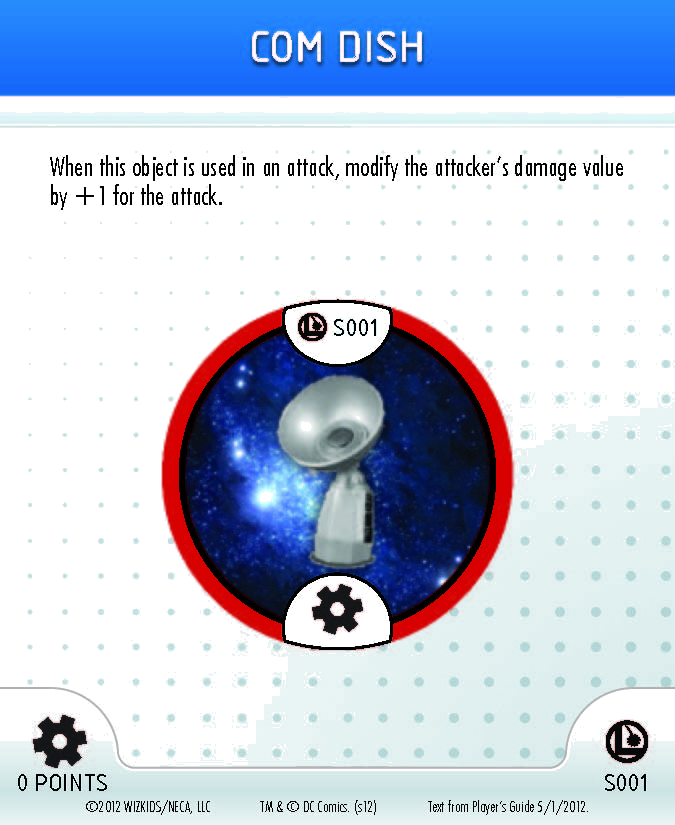 COM DISH
When this object is used in an attack, modify the attacker's damage value
by +1 for the attack.
S001
0 POINTS
S001
©2012 WIZKIDS/NECA, LLC TM & © DC Comics. (s12) Text from Player's Guide 5/1/2012.